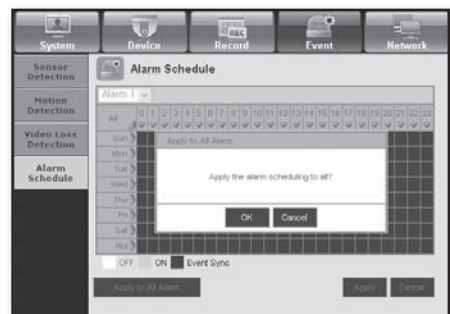 System Device Record Event Network
Sensor
Detection
Motion
Detection
Video Loss
Detection
Alarm
Schedule
Alarm Schedule
Alarm 1
All 0 1 2 3 4 5 6 7 8 9 10 11 12 13 14 15 16 17 18 19 20 21 22 23
Sun
Mon
Tue
Wed
Thu
Fri
Sat
Hol
Apply to All Alarm
Apply the alarm scheduling to all?
OK Cancel
OFF ON Event Sync
Apply to All Alarm Apply Cancel